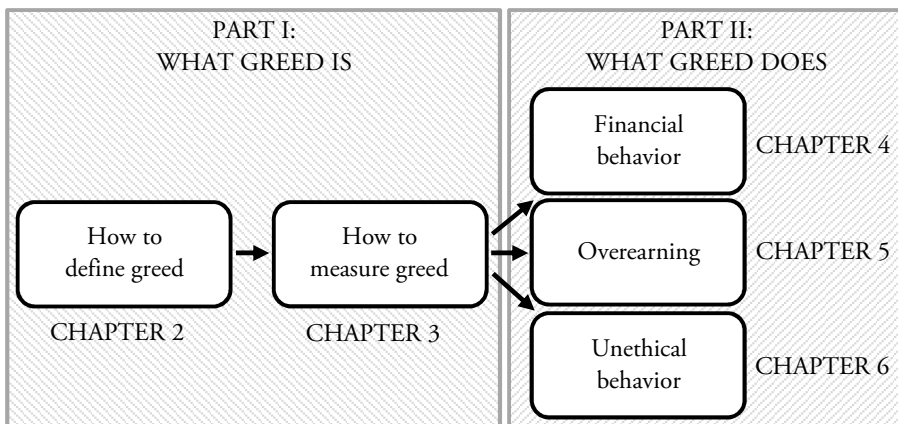 PART I:
WHAT GREED IS
How to
define greed
CHAPTER 2
How to
measure greed
CHAPTER 3
PART II:
WHAT GREED DOES
Financial
behavior
CHAPTER 4
Overearning
CHAPTER 5
Unethical
behavior
CHAPTER 6